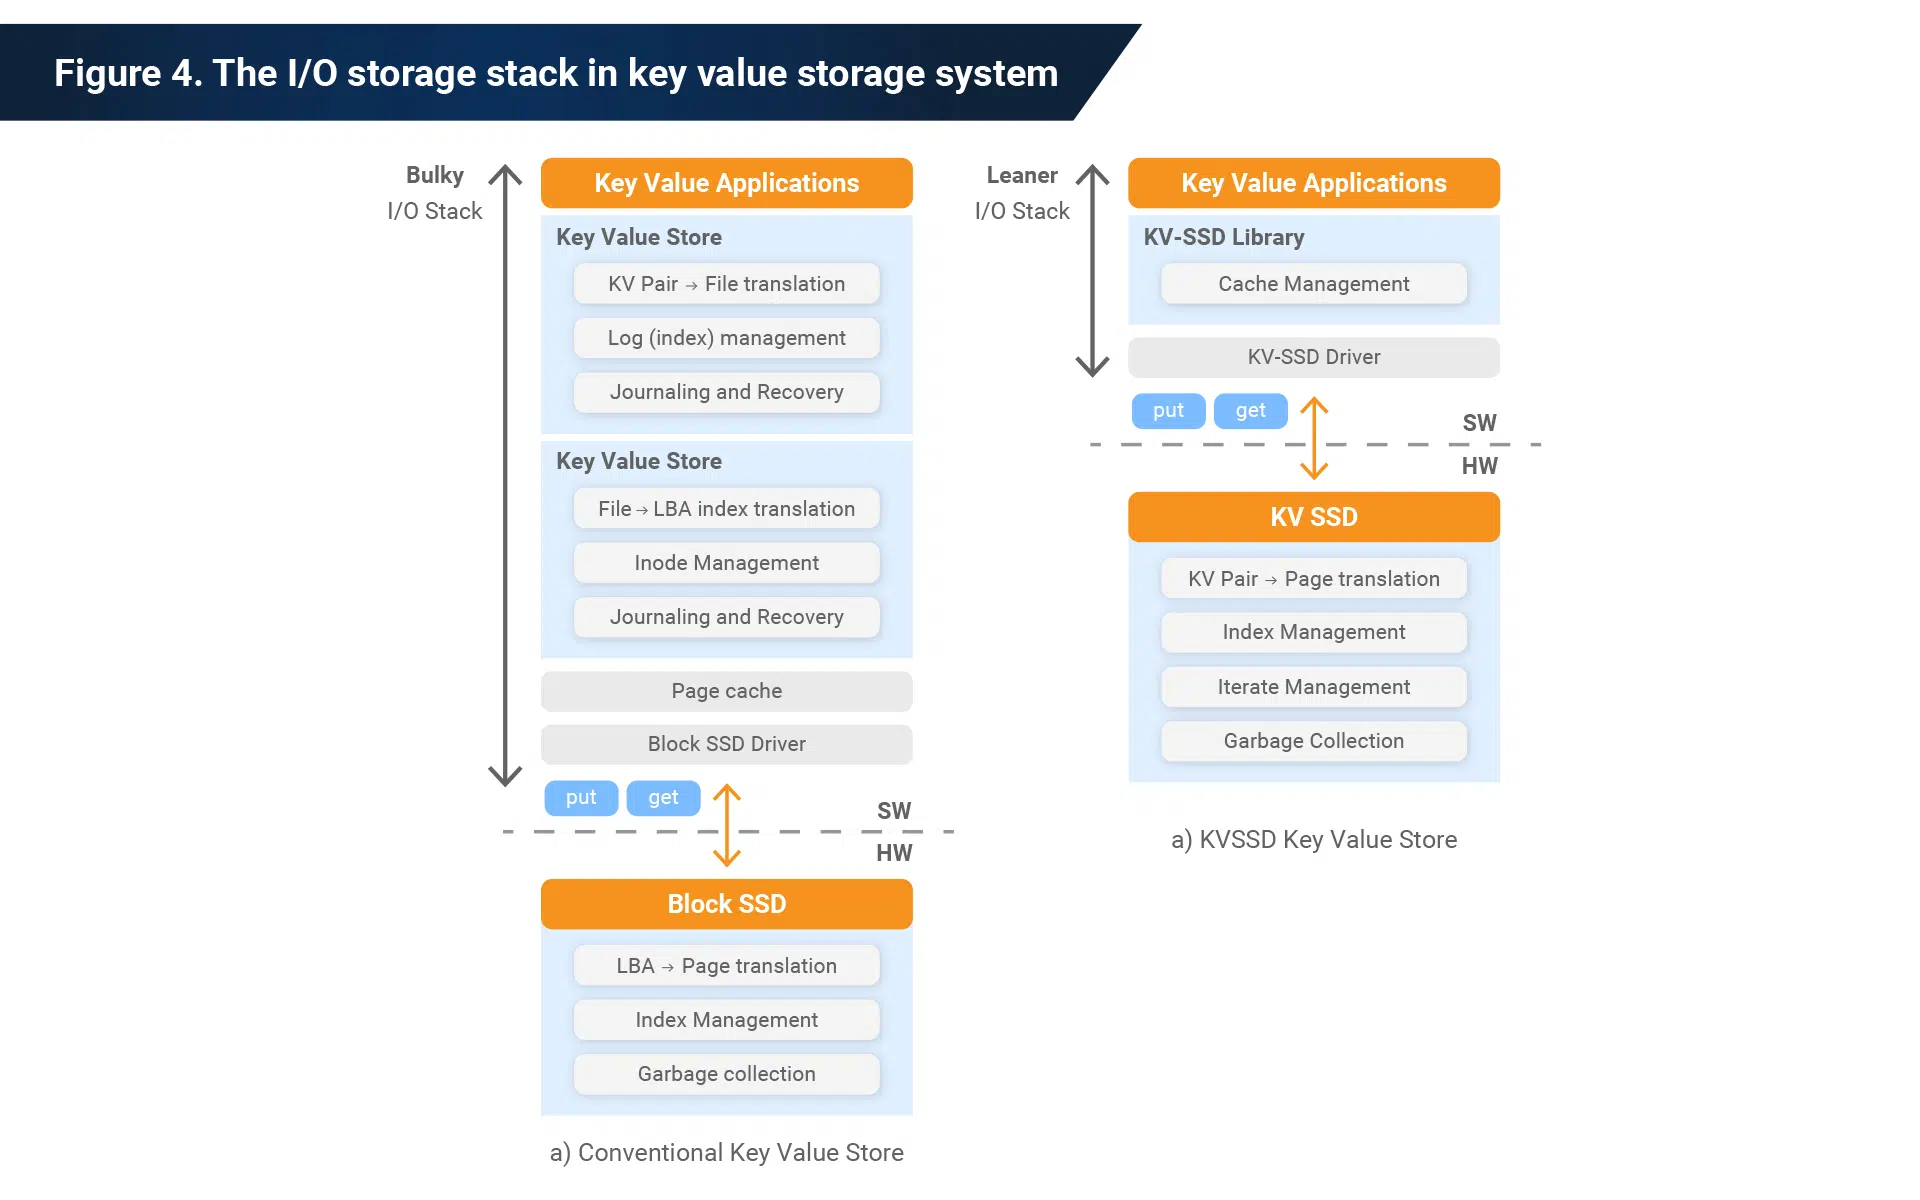 Figure 4. The I/O storage stack in key value storage system
Bulky
I/O Stack
Key Value Applications
Key Value Store
KV Pair → File translation
Log (index) management
Journaling and Recovery
Key Value Store
File → LBA index translation
Inode Management
Journaling and Recovery
Page cache
Block SSD Driver
put get
SW
HW
Block SSD
LBA → Page translation
Index Management
Garbage collection
a) Conventional Key Value Store
Leaner
I/O Stack
Key Value Applications
KV-SSD Library
Cache Management
KV-SSD Driver
put get
SW
HW
KV SSD
KV Pair → Page translation
Index Management
Iterate Management
Garbage Collection
a) KVSSD Key Value Store